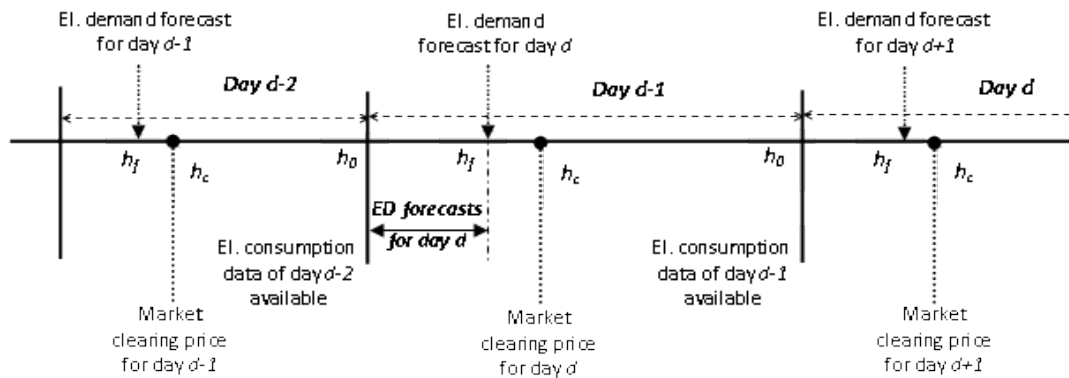 El. demand forecast
for day d-1
El. demand
forecast for day d
El. demand forecast
for day d+1
Day d-2
Day d-1
Day d
hf
hc
h0
hf
hc
h0
hf
hc
ED forecasts
for day d
El. consumption
data of day d-2
available
El. consumption
data of day d-1
available
Market
clearing price
for day d-1
Market
clearing price
for day d
Market
clearing price
for day d+1